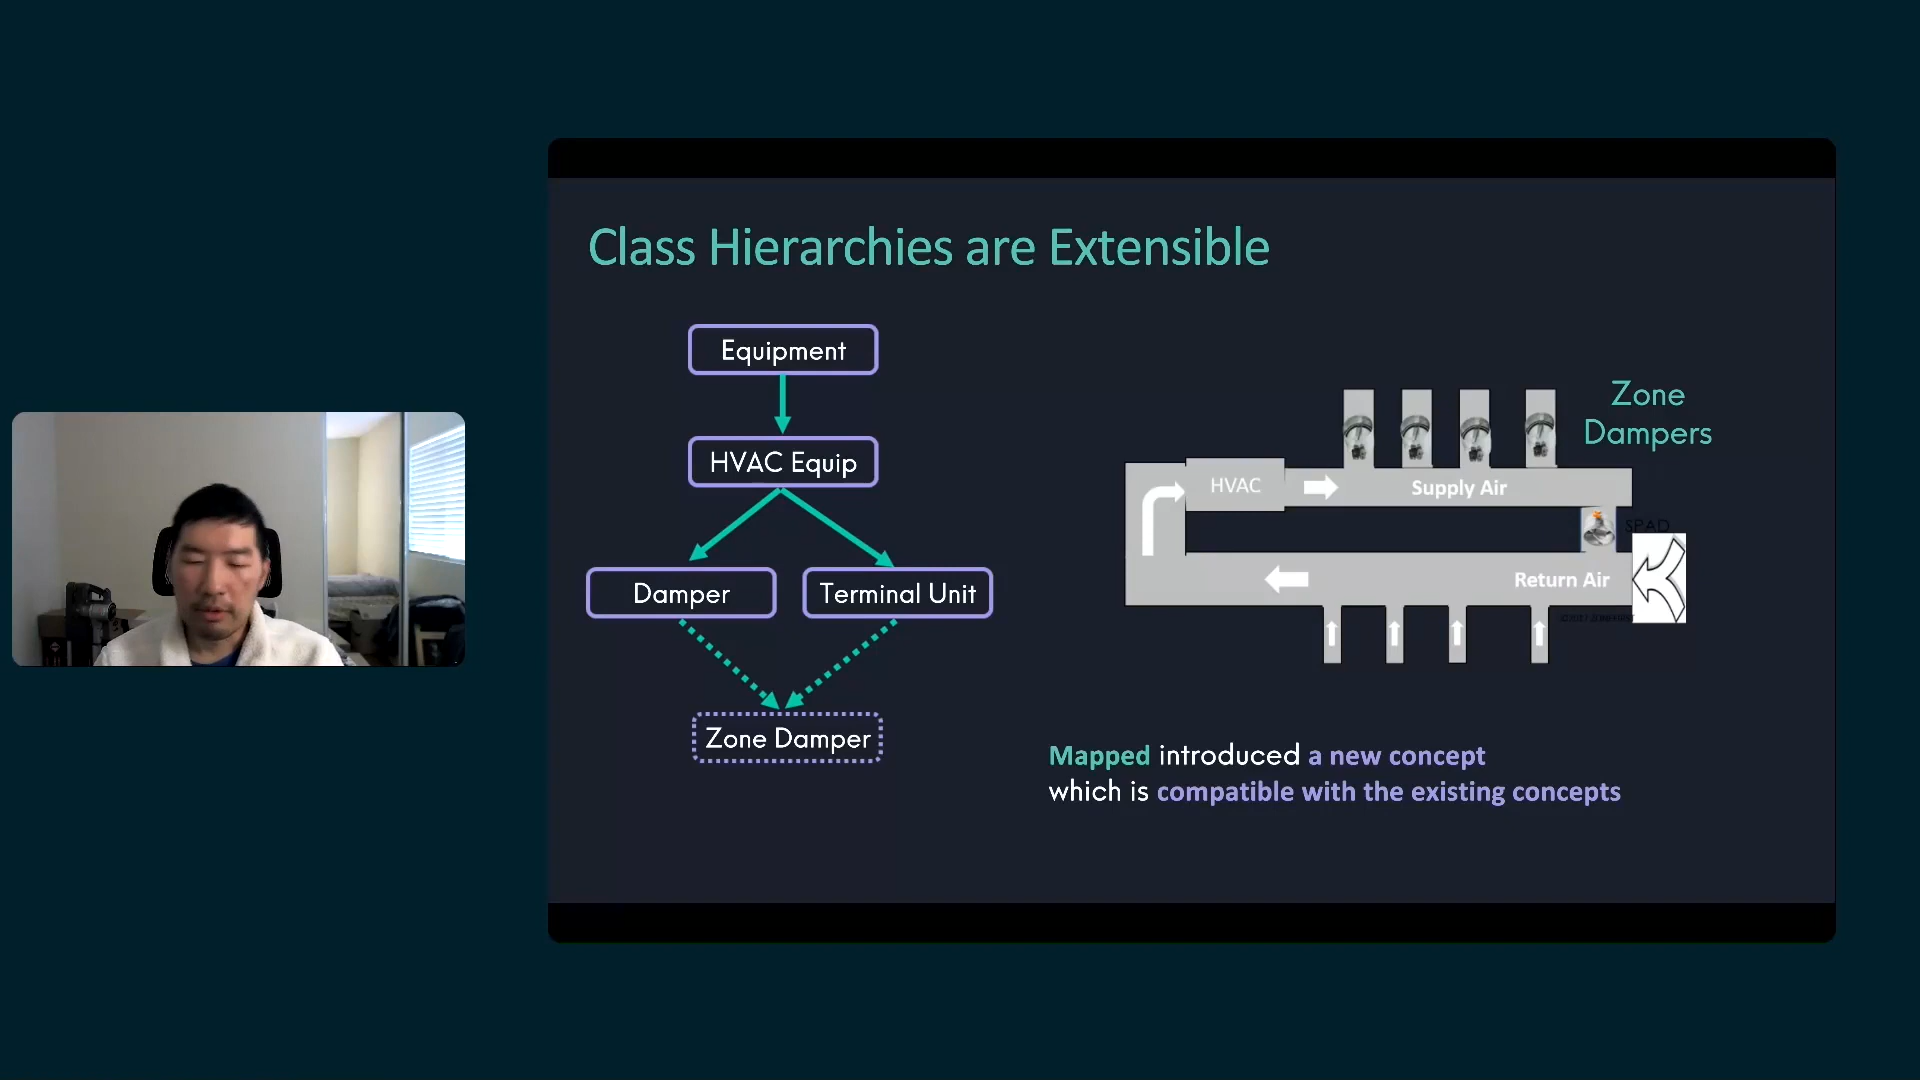 Class Hierarchies are Extensible
Equipment
HVAC Equip
Damper
Terminal Unit
Zone Damper
Zone
Dampers
HVAC
Supply Air
SPAD
Return Air
Mapped introduced a new concept
which is compatible with the existing concepts